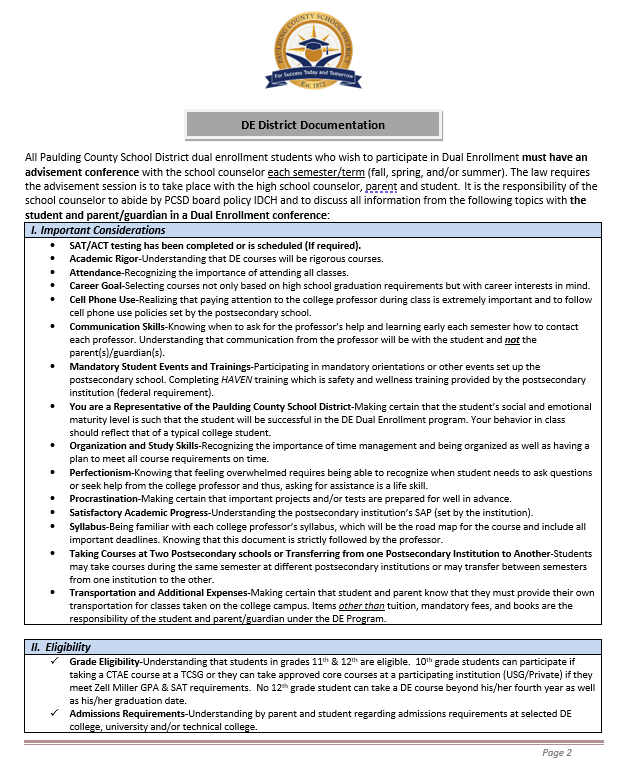 PAULDING COUNTY SCHOOL DISTRICT
For Success Today and Tomorrow
Est. 1872
DE District Documentation
All Paulding County School District dual enrollment students who wish to participate in Dual Enrollment must have an
advisement conference with the school counselor each semester/term (fall, spring, and/or summer). The law requires
the advisement session is to take place with the high school counselor, parent and student. It is the responsibility of the
school counselor to abide by PCSD board policy IDCH and to discuss all information from the following topics with the
student and parent/guardian in a Dual Enrollment conference:
I. Important Considerations
• SAT/ACT testing has been completed or is scheduled (If required).
• Academic Rigor-Understanding that DE courses will be rigorous courses.
• Attendance-Recognizing the importance of attending all classes.
• Career Goal-Selecting courses not only based on high school graduation requirements but with career interests in mind.
• Cell Phone Use-Realizing that paying attention to the college professor during class is extremely important and to follow
cell phone use policies set by the postsecondary school.
• Communication Skills-Knowing when to ask for the professor's help and learning early each semester how to contact
each professor. Understanding that communication from the professor will be with the student and not the
parent(s)/guardian(s).
• Mandatory Student Events and Trainings-Participating in mandatory orientations or other events set up the
postsecondary school. Completing HAVEN training which is safety and wellness training provided by the postsecondary
institution (federal requirement).
• You are a Representative of the Paulding County School District-Making certain that the student's social and emotional
maturity level is such that the student will be successful in the DE Dual Enrollment program. Your behavior in class
should reflect that of a typical college student.
• Organization and Study Skills-Recognizing the importance of time management and being organized as well as having a
plan to meet all course requirements on time.
• Perfectionism-Knowing that feeling overwhelmed requires being able to recognize when student needs to ask questions
or seek help from the college professor and thus, asking for assistance is a life skill.
• Procrastination-Making certain that important projects and/or tests are prepared for well in advance.
• Satisfactory Academic Progress-Understanding the postsecondary institution's SAP (set by the institution).
• Syllabus-Being familiar with each college professor's syllabus, which will be the road map for the course and include all
important deadlines. Knowing that this document is strictly followed by the professor.
• Taking Courses at Two Postsecondary schools or Transferring from one Postsecondary Institution to Another-Students
may take courses during the same semester at different postsecondary institutions or may transfer between semesters
from one institution to the other.
• Transportation and Additional Expenses-Making certain that student and parent know that they must provide their own
transportation for classes taken on the college campus. Items other than tuition, mandatory fees, and books are the
responsibility of the student and parent/guardian under the DE Program.
II. Eligibility
✓ Grade Eligibility-Understanding that students in grades 11th & 12th are eligible. 10th grade students can participate if
taking a CTAE course at a TCSG or they can take approved core courses at a participating institution (USG/Private) if they
meet Zell Miller GPA & SAT requirements. No 12th grade student can take a DE course beyond his/her fourth year as well
as his/her graduation date.
✓ Admissions Requirements-Understanding by parent and student regarding admissions requirements at selected DE
college, university and/or technical college.
Page 2